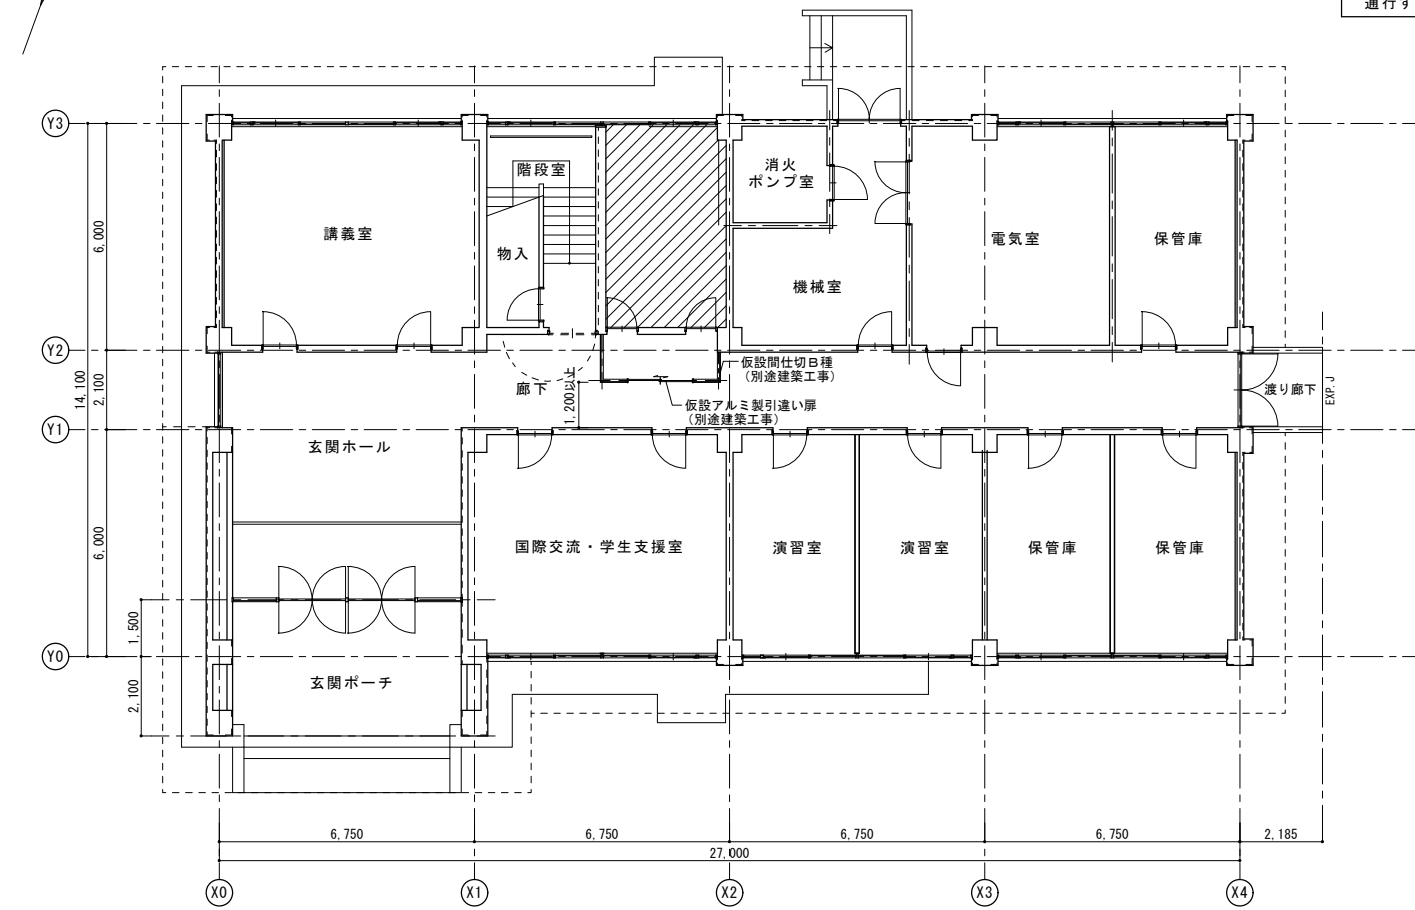 通行す
Y3
階段室
消火
ポンプ室
講義室
物入
電気室
保管庫
機械室
6,000
6,000
Y2
仮設間仕切B種
(別途建築工事)
廊下
1,200以上
仮設アルミ製引違い扉
(別途建築工事)
渡り廊下
EXP.J
14,100
2,100
Y1
玄関ホール
国際交流・学生支援室
演習室
演習室
保管庫
保管庫
1,500
Y0
玄関ポーチ
2,100
6,750
6,750
6,750
6,750
2,185
27,000
X0
X1
X2
X3
X4